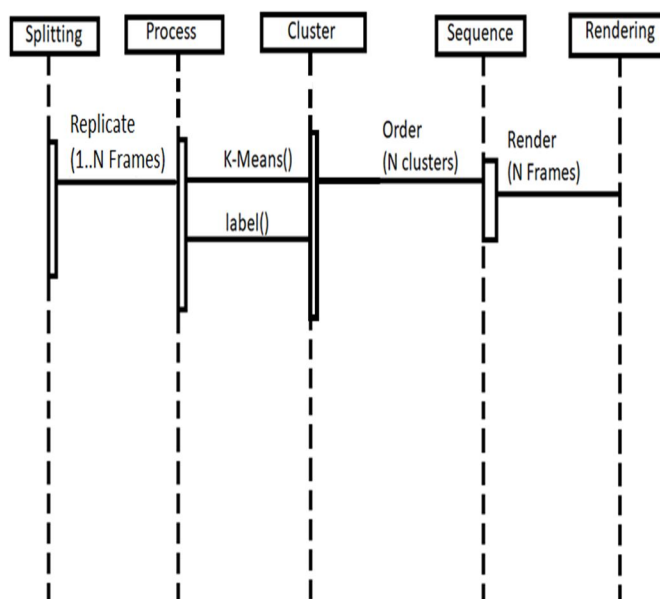 Splitting
Process
Cluster
Sequence
Rendering
Replicate
(1..N Frames)
K-Means()
Order
(N clusters)
Render
(N Frames)
label()